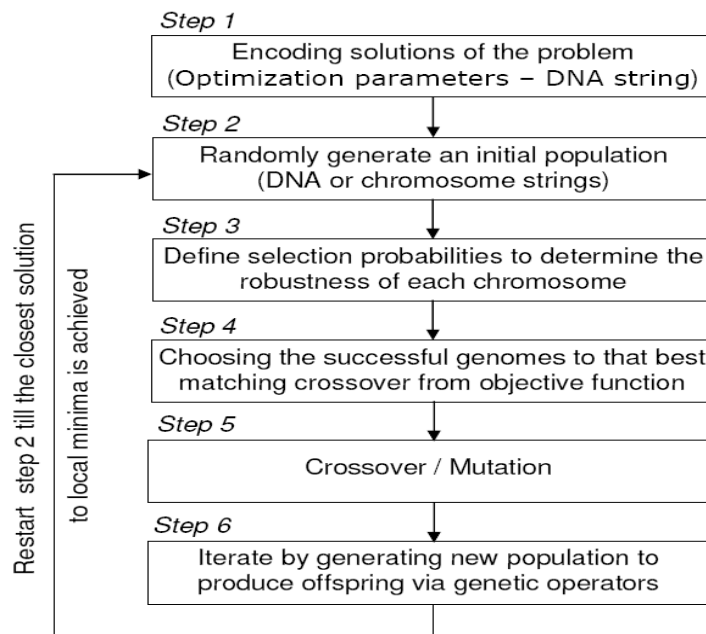 Step 1
Encoding solutions of the problem
(Optimization parameters – DNA string)
Step 2
Randomly generate an initial population
(DNA or chromosome strings)
Step 3
Define selection probabilities to determine the
robustness of each chromosome
Step 4
Choosing the successful genomes to that best
matching crossover from objective function
Step 5
Crossover / Mutation
Step 6
Iterate by generating new population to
produce offspring via genetic operators
Restart step 2 till the closest solution
to local minima is achieved